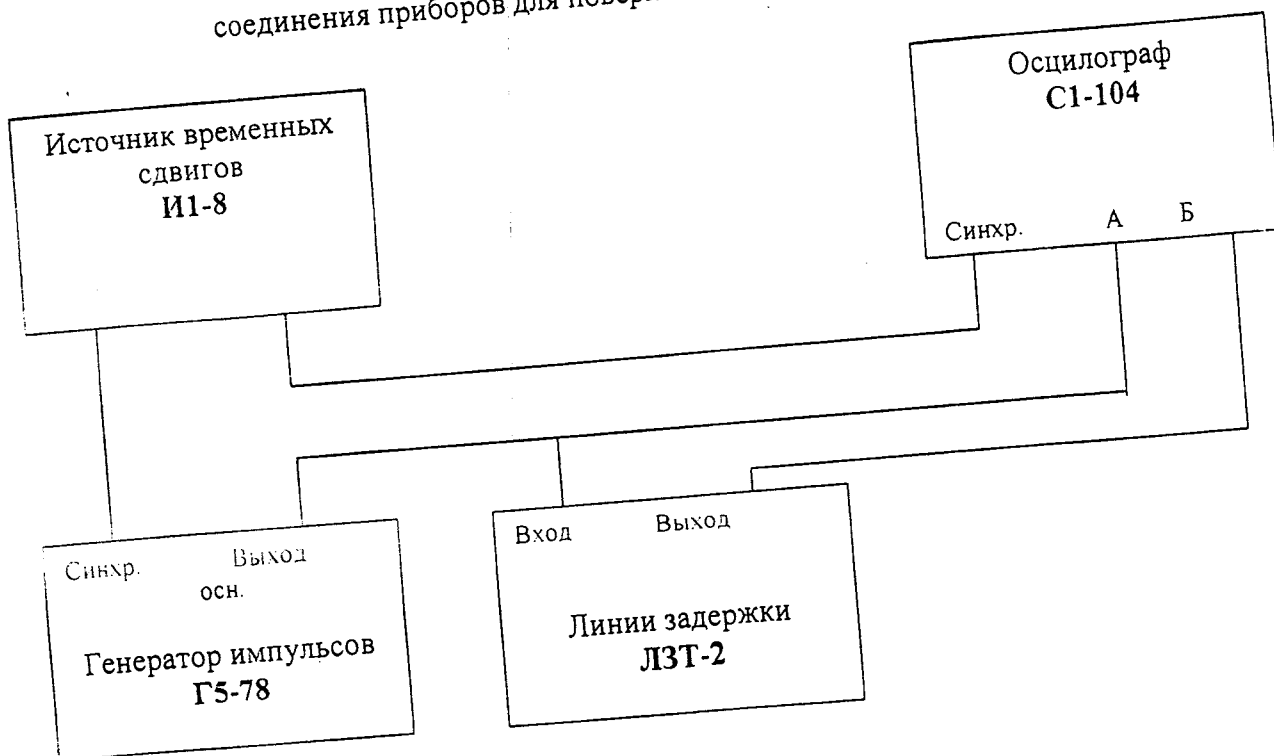 соединения приборов для
Источник временных
сдвигов
И1-8
Осцилограф
С1-104
Синхр. А Б
Синхр. Выход
осн.
Генератор импульсов
Г5-78
Вход Выход
Линии задержки
ЛЗТ-2